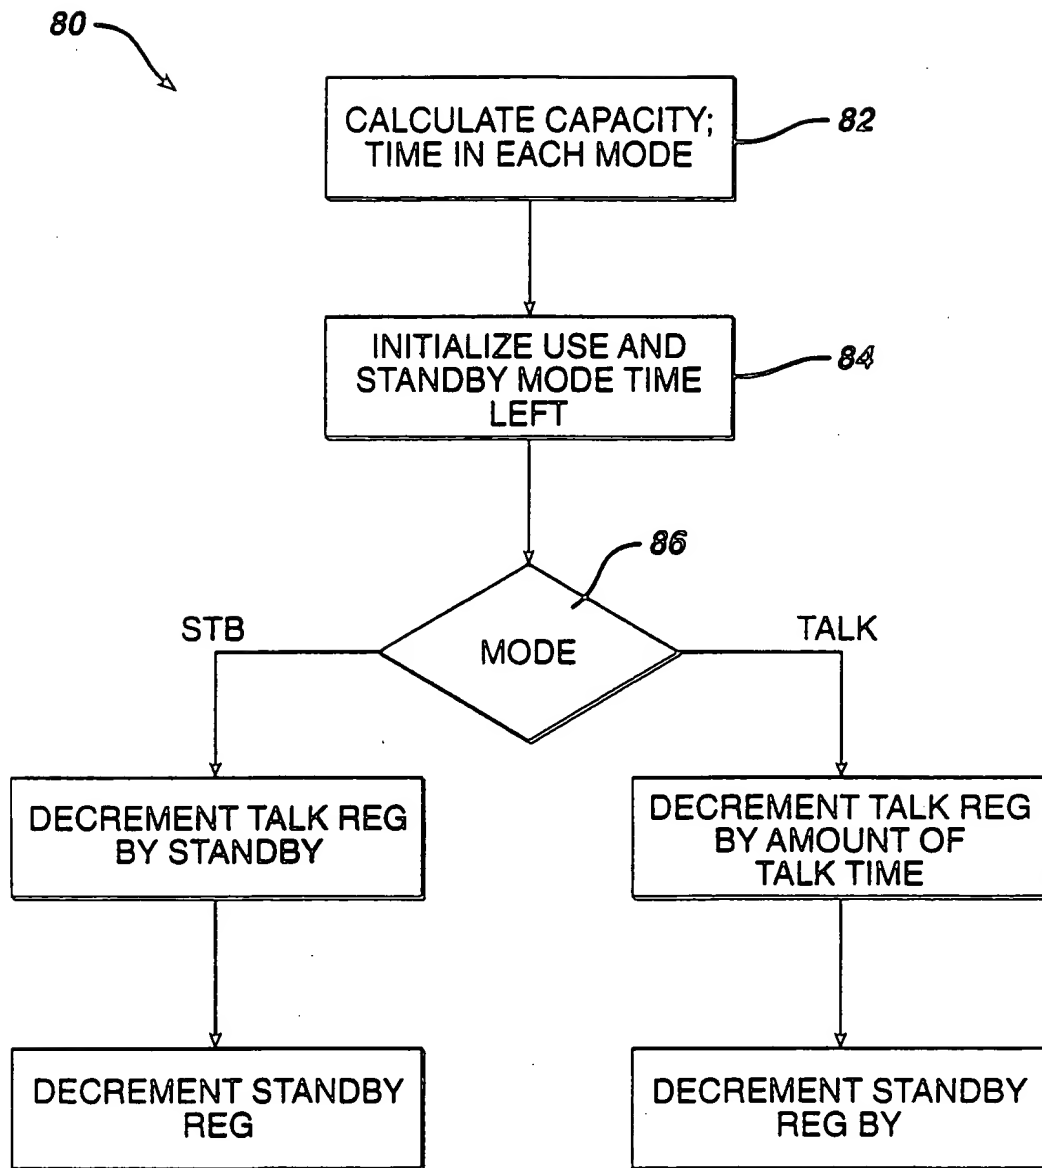 80
CALCULATE CAPACITY;
TIME IN EACH MODE
82
INITIALIZE USE AND
STANDBY MODE TIME
LEFT
84
86
STB
MODE
TALK
DECREMENT TALK REG
BY STANDBY
DECREMENT TALK REG
BY AMOUNT OF
TALK TIME
DECREMENT STANDBY
REG
DECREMENT STANDBY
REG BY